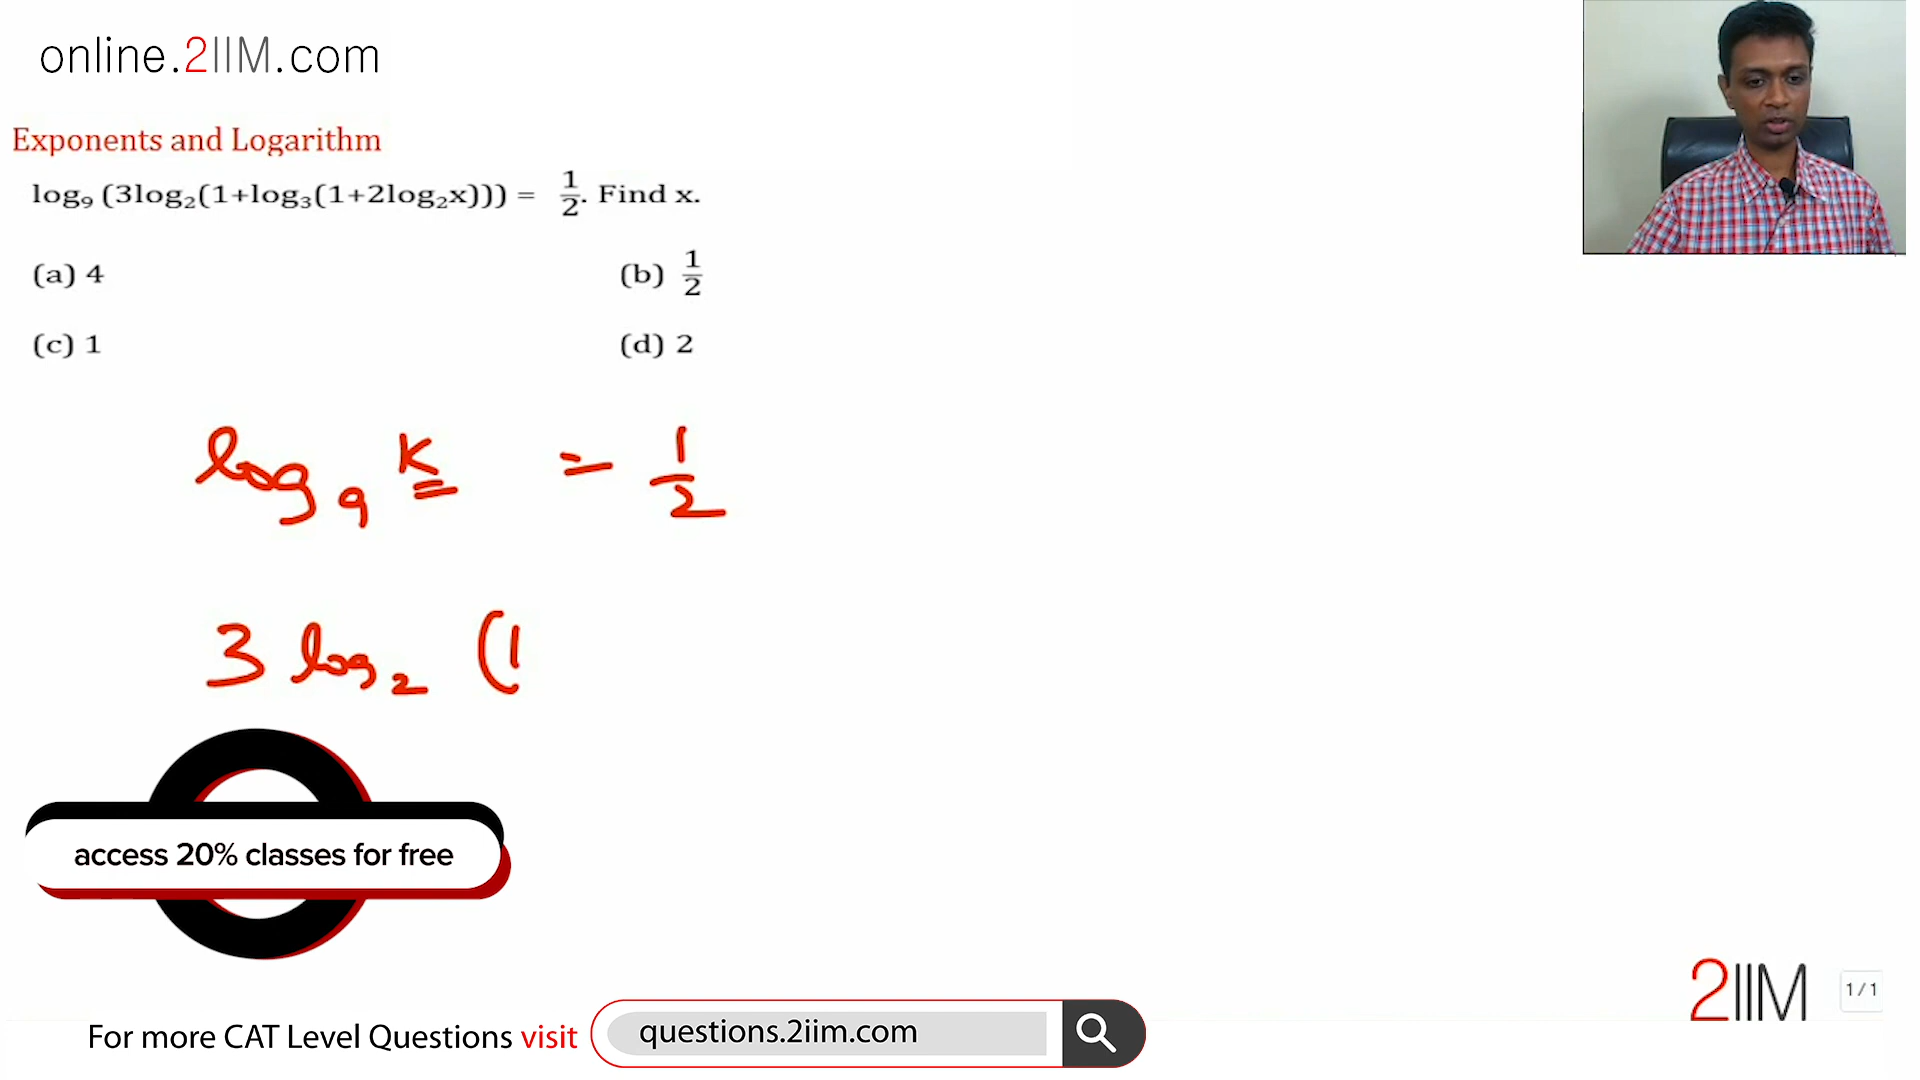 online.2IIM.com
Exponents and Logarithm
log₉ (3log₂(1+log₃(1+2log₂x))) = 1/2. Find x.
(a) 4
(b) 1/2
(c) 1
(d) 2
log₉ K = 1/2
3 log₂ (1
access 20% classes for free
2IIM
1 / 1
For more CAT Level Questions visit questions.2iim.com